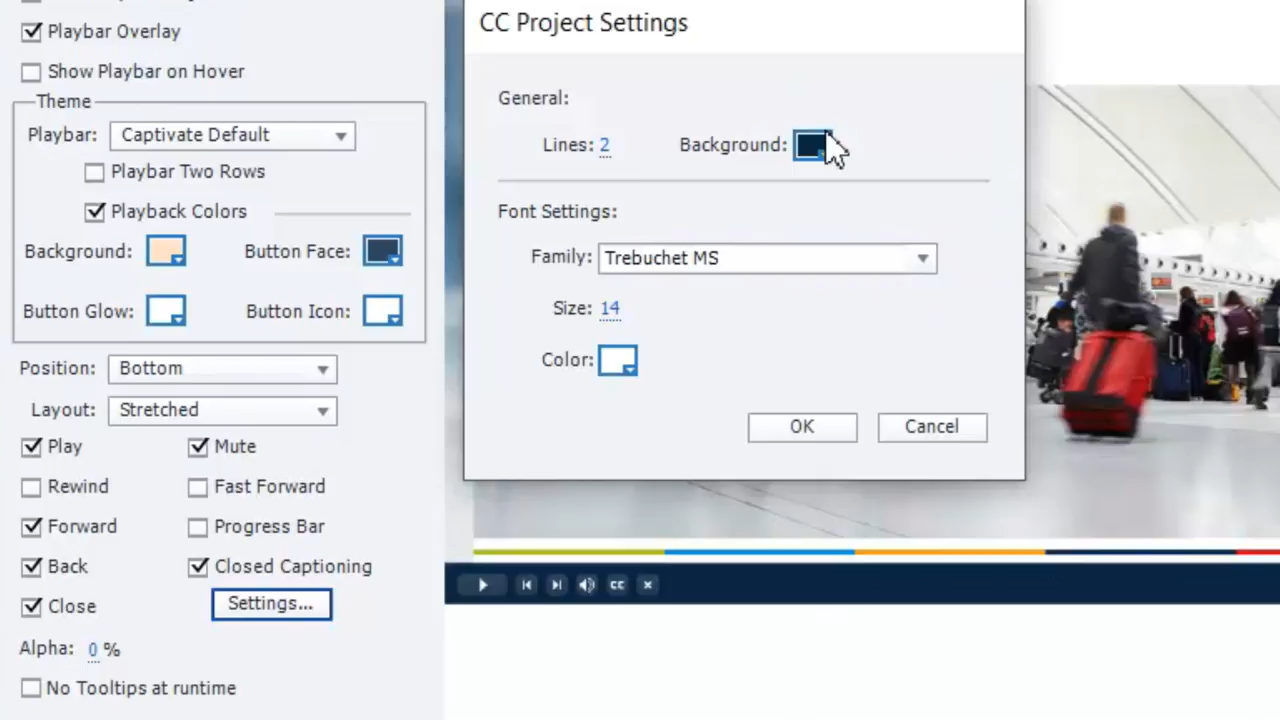 Playbar Overlay
Show Playbar on Hover
Theme
Playbar: Captivate Default
Playbar Two Rows
Playback Colors
Background: Button Face:
Button Glow: Button Icon:
Position: Bottom
Layout: Stretched
Play Mute
Rewind Fast Forward
Forward Progress Bar
Back Closed Captioning
Close Settings...
Alpha: 0 %
No Tooltips at runtime
CC Project Settings
General:
Lines: 2 Background:
Font Settings:
Family: Trebuchet MS
Size: 14
Color:
OK Cancel
CC